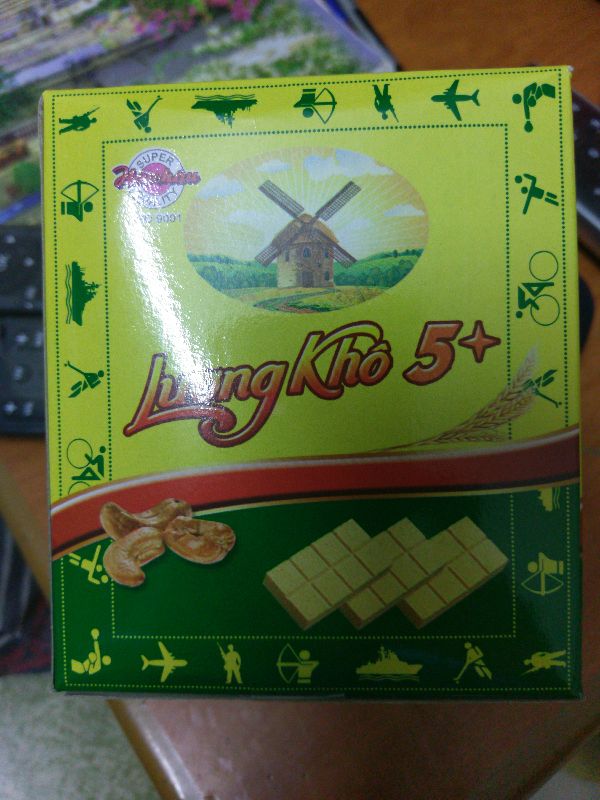 SUPER
QUALITY
9001
Lương Khô 5+